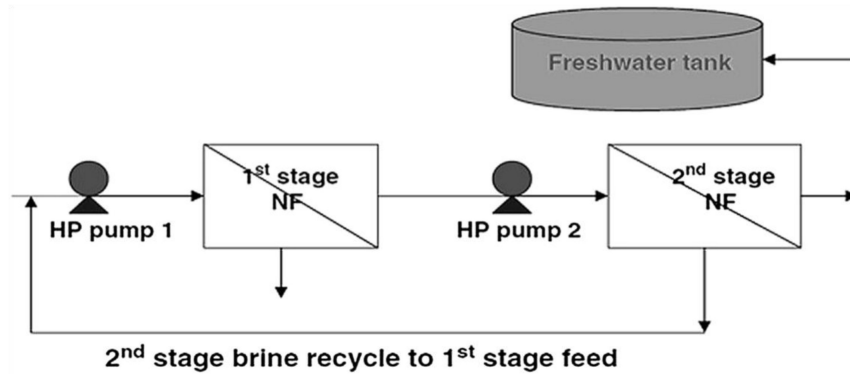 Freshwater tank
1st stage
NF
2nd stage
NF
HP pump 1
HP pump 2
2nd stage brine recycle to 1st stage feed